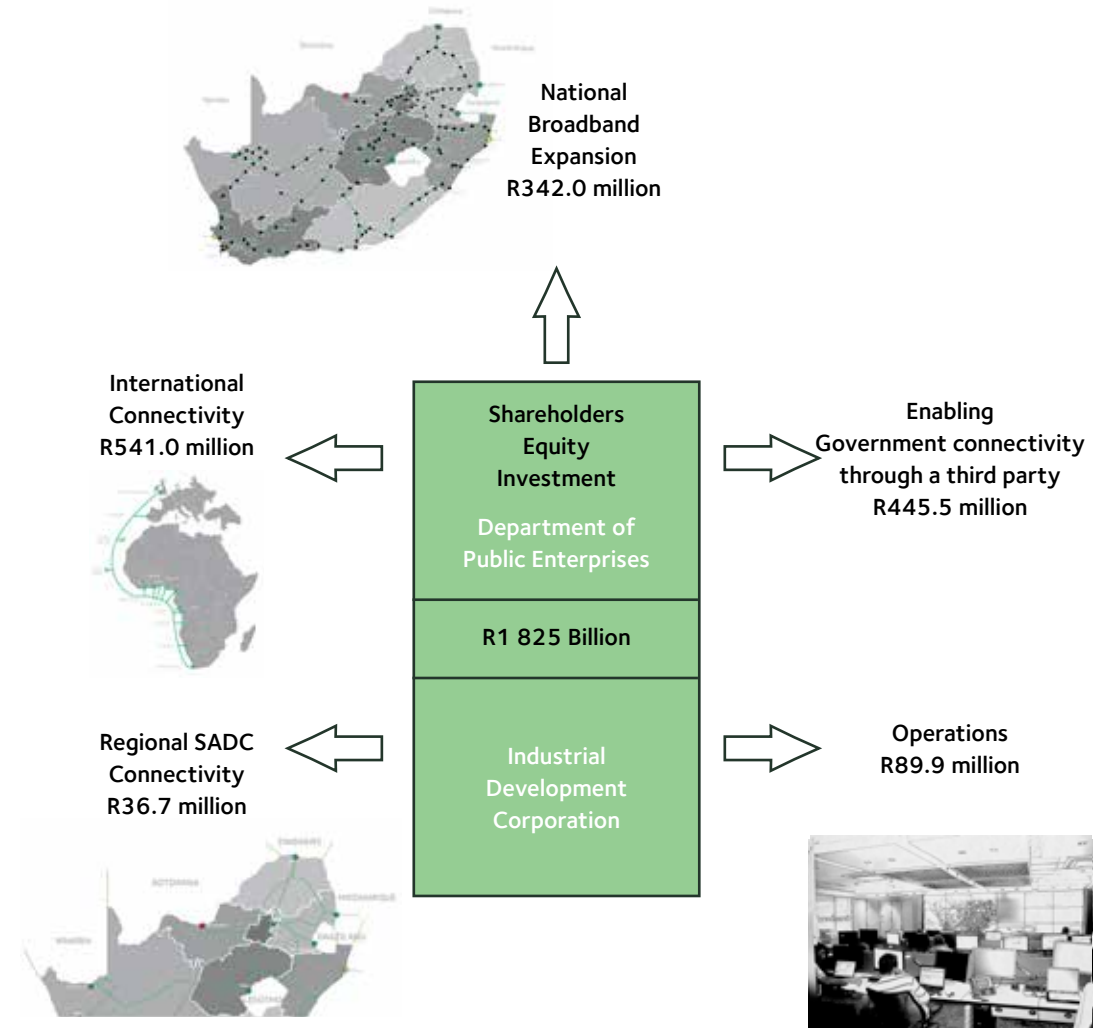 National
Broadband
Expansion
R342.0 million
International
Connectivity
R541.0 million
Shareholders
Equity
Investment
Department of
Public Enterprises
Enabling
Government connectivity
through a third party
R445.5 million
R1 825 Billion
Regional SADC
Connectivity
R36.7 million
Industrial
Development
Corporation
Operations
R89.9 million
BOTSWANA